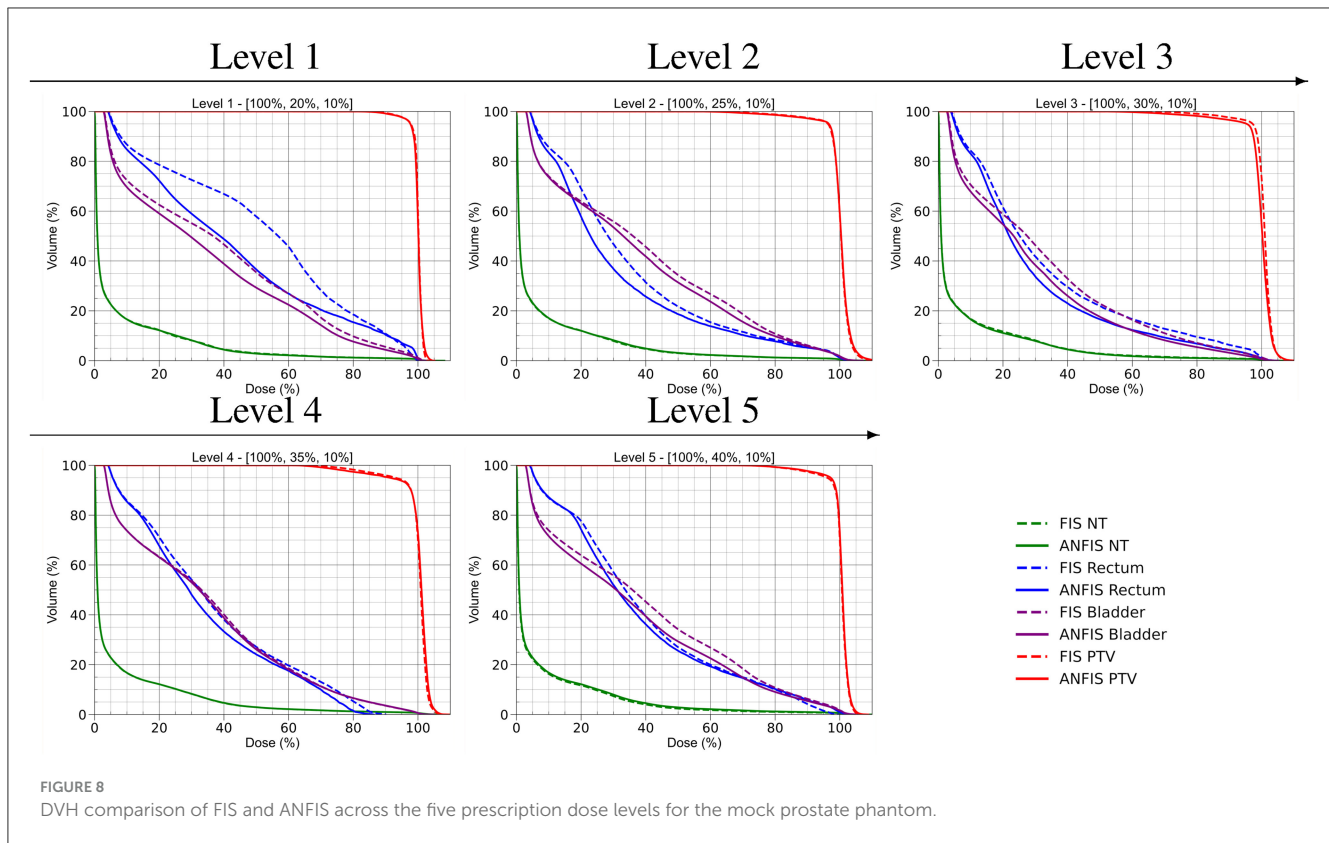 Level 1 Level 2 Level 3
Level 1 - [100%, 20%, 10%] Level 2 - [100%, 25%, 10%] Level 3 - [100%, 30%, 10%]
100 100 100
80 80 80
60 60 60
40 40 40
20 20 20
0 0 0
Volume (%) Volume (%) Volume (%)
0 20 40 60 80 100 0 20 40 60 80 100 0 20 40 60 80 100
Dose (%) Dose (%) Dose (%)
Level 4 Level 5
Level 4 - [100%, 35%, 10%] Level 5 - [100%, 40%, 10%]
100 100
80 80
60 60
40 40
20 20
0 0
Volume (%) Volume (%)
0 20 40 60 80 100 0 20 40 60 80 100
Dose (%) Dose (%)
FIS NT
ANFIS NT
FIS Rectum
ANFIS Rectum
FIS Bladder
ANFIS Bladder
FIS PTV
ANFIS PTV
FIGURE 8
DVH comparison of FIS and ANFIS across the five prescription dose levels for the mock prostate phantom.